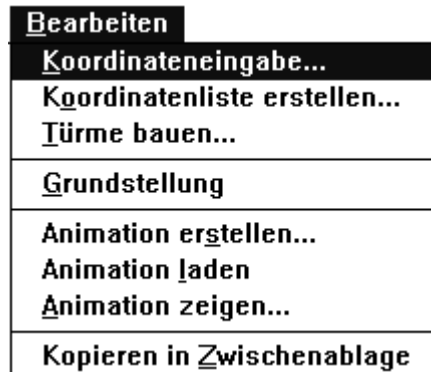 Bearbeiten
Koordinateneingabe...
Koordinatenliste erstellen...
Türme bauen...
Grundstellung
Animation erstellen...
Animation laden
Animation zeigen...
Kopieren in Zwischenablage